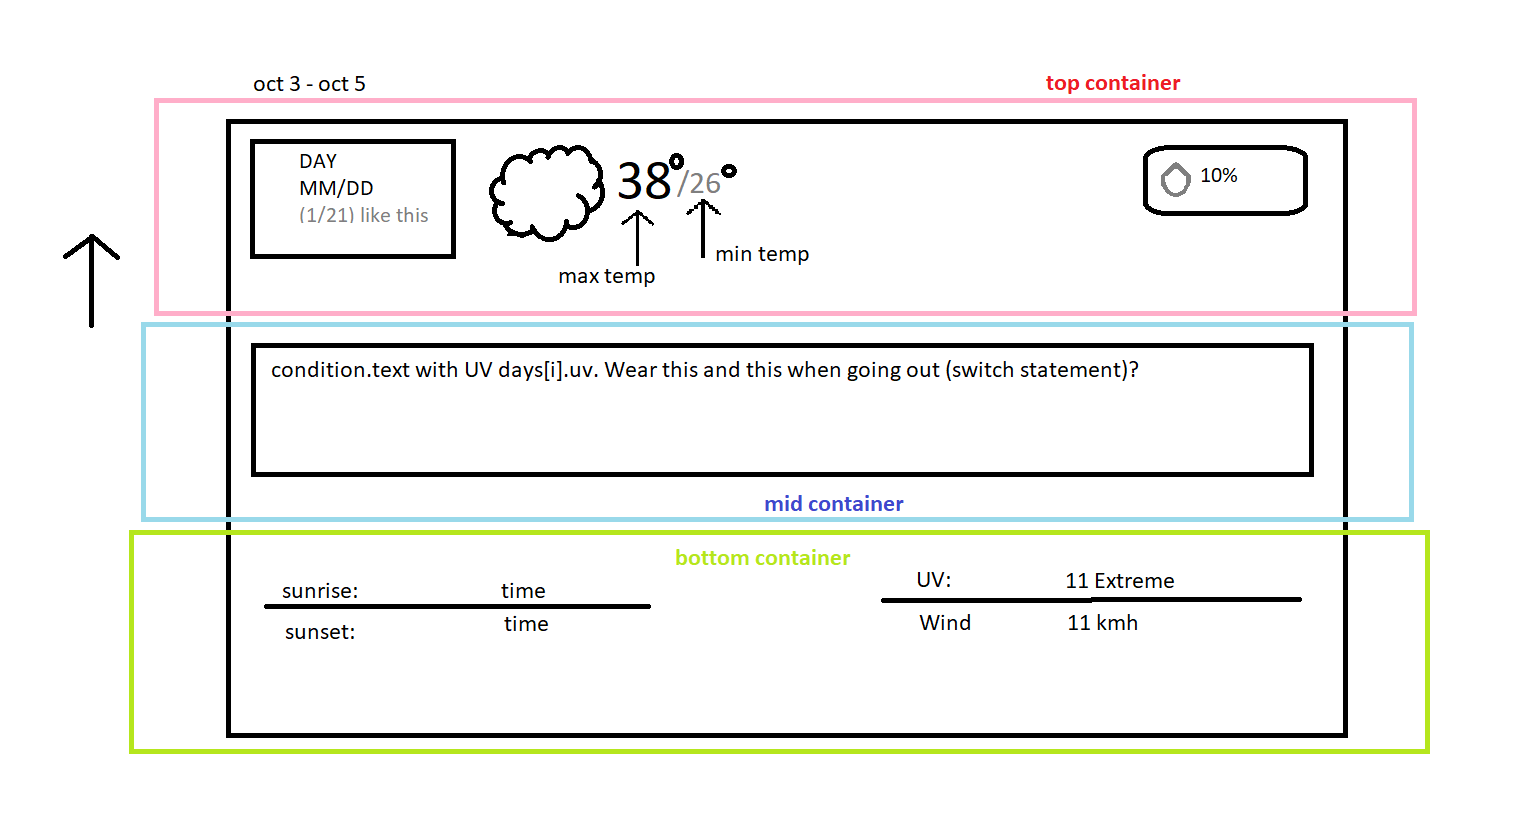 oct 3 - oct 5
top container
DAY
MM/DD
(1/21) like this
38°/26°
10%
max temp
min temp
condition.text with UV days[i].uv. Wear this and this when going out (switch statement)?
mid container
bottom container
sunrise: time
sunset: time
UV: 11 Extreme
Wind 11 kmh